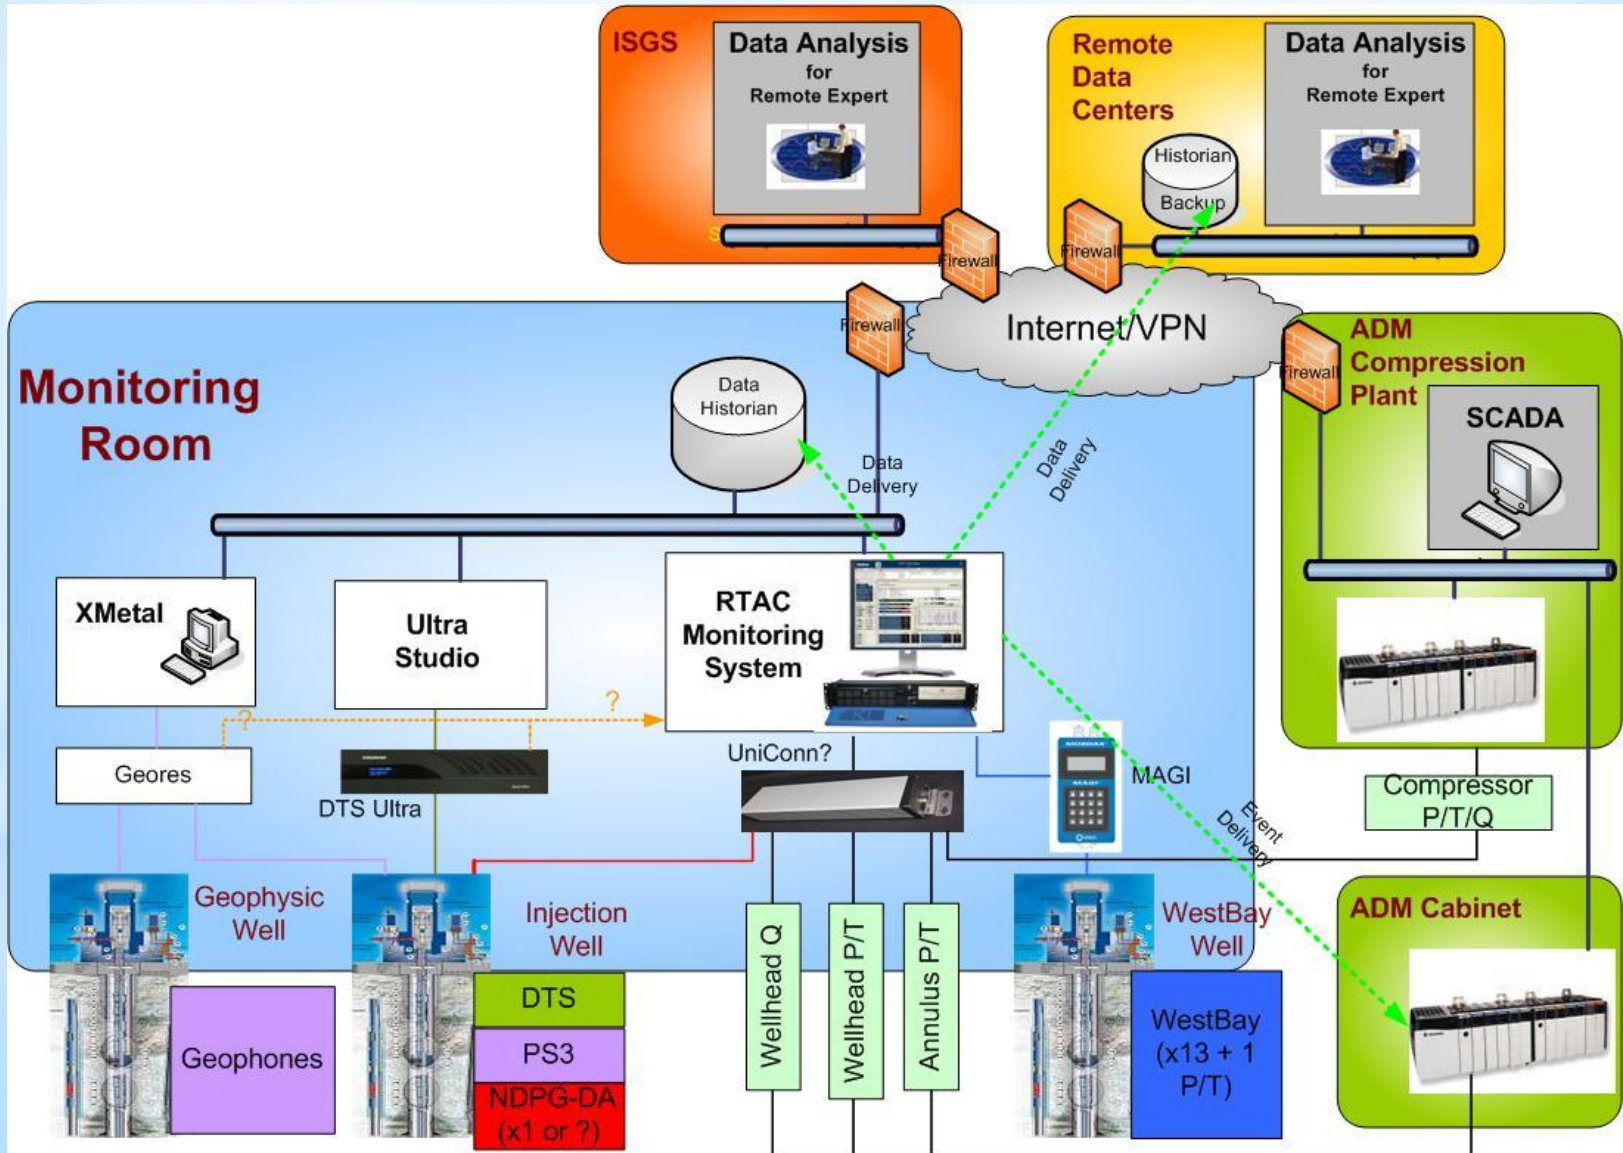 ISGS
Data Analysis
for
Remote Expert
S
Firewall
Remote
Data
Centers
Data Analysis
for
Remote Expert
Historian
Backup
Firewall
Internet/VPN
Firewall
Firewall
ADM
Compression
Plant
SCADA
Monitoring
Room
Data
Historian
Data
Delivery
Data
Delivery
XMetal
Ultra
Studio
RTAC
Monitoring
System
?
?
Geores
DTS Ultra
UniConn?
MAGI
MAGI
Compressor
P/T/Q
Event
Delivery
Geophysic
Well
Injection
Well
Wellhead Q
Wellhead P/T
Annulus P/T
WestBay
Well
ADM Cabinet
Geophones
DTS
PS3
NDPG-DA
(x1 or ?)
WestBay
(x13 + 1
P/T)